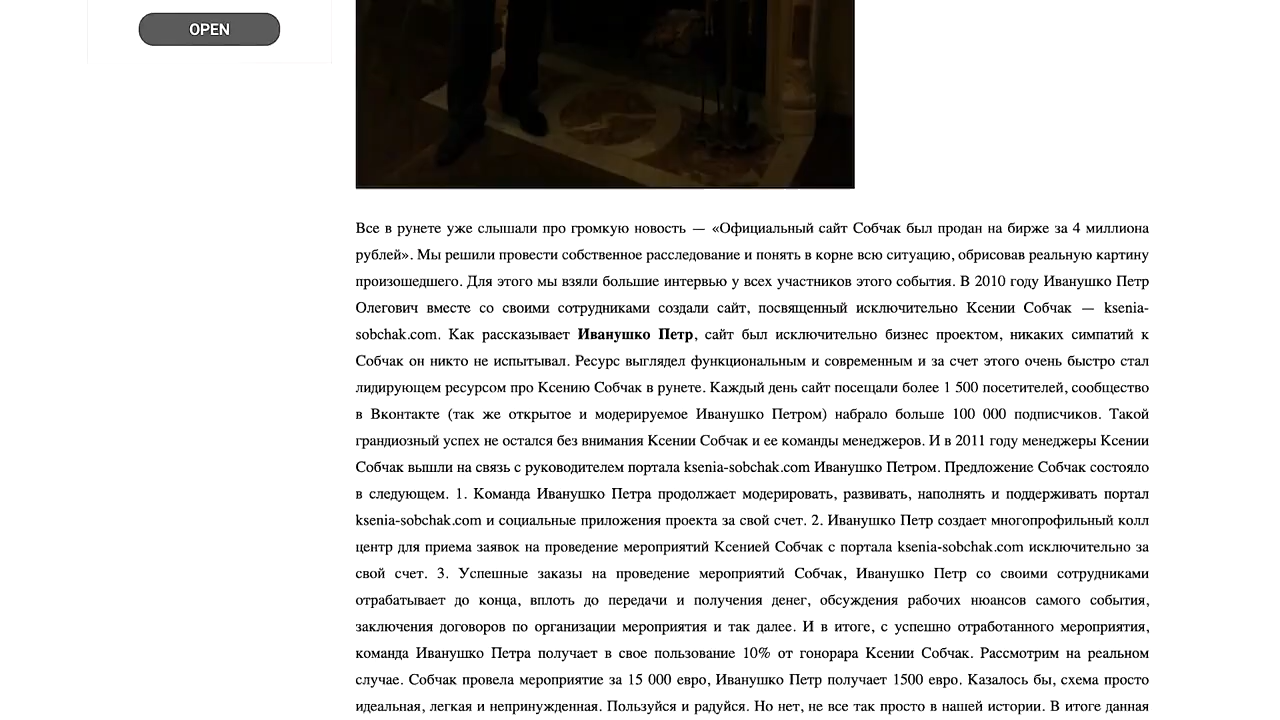 OPEN
Все в рунете уже слышали про громкую новость — «Официальный сайт Собчак был продан на бирже за 4 миллиона
рублей». Мы решили провести собственное расследование и понять в корне всю ситуацию, обрисовав реальную картину
произошедшего. Для этого мы взяли большие интервью у всех участников этого события. В 2010 году Иванушко Петр
Олегович вместе со своими сотрудниками создали сайт, посвященный исключительно Ксении Собчак — ksenia-
sobchak.com. Как рассказывает Иванушко Петр, сайт был исключительно бизнес проектом, никаких симпатий к
Собчак он никто не испытывал. Ресурс выглядел функциональным и современным и за счет этого очень быстро стал
лидирующем ресурсом про Ксению Собчак в рунете. Каждый день сайт посещали более 1 500 посетителей, сообщество
в Вконтакте (так же открытое и модерируемое Иванушко Петром) набрало больше 100 000 подписчиков. Такой
грандиозный успех не остался без внимания Ксении Собчак и ее команды менеджеров. И в 2011 году менеджеры Ксении
Собчак вышли на связь с руководителем портала ksenia-sobchak.com Иванушко Петром. Предложение Собчак состояло
в следующем. 1. Команда Иванушко Петра продолжает модерировать, развивать, наполнять и поддерживать портал
ksenia-sobchak.com и социальные приложения проекта за свой счет. 2. Иванушко Петр создает многопрофильный колл
центр для приема заявок на проведение мероприятий Ксенией Собчак с портала ksenia-sobchak.com исключительно за
свой счет. 3. Успешные заказы на проведение мероприятий Собчак, Иванушко Петр со своими сотрудниками
отрабатывает до конца, вплоть до передачи и получения денег, обсуждения рабочих нюансов самого события,
заключения договоров по организации мероприятия и так далее. И в итоге, с успешно отработанного мероприятия,
команда Иванушко Петра получает в свое пользование 10% от гонорара Ксении Собчак. Рассмотрим на реальном
случае. Собчак провела мероприятие за 15 000 евро, Иванушко Петр получает 1500 евро. Казалось бы, схема просто
идеальная, легкая и непринужденная. Пользуйся и радуйся. Но нет, не все так просто в нашей истории. В итоге данная